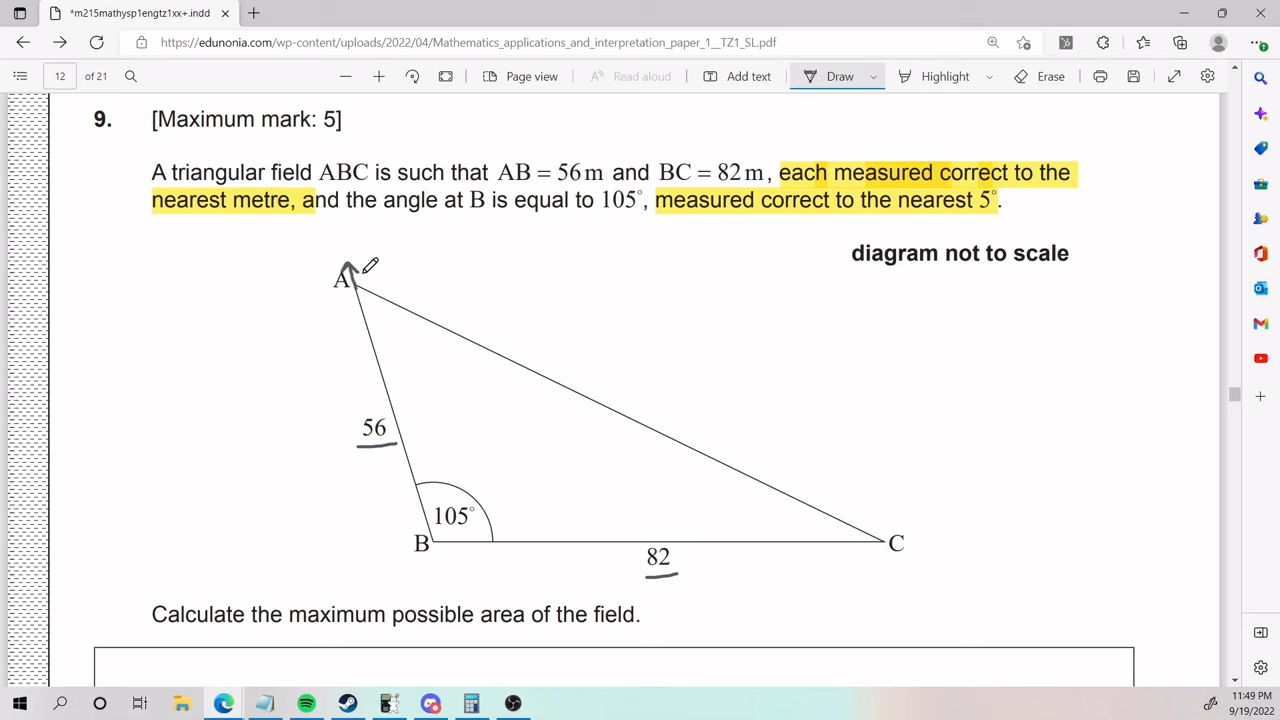 *m215mathysp1engtz1xx+.indd
https://edunonia.com/wp-content/uploads/2022/04/Mathematics_applications_and_interpretation_paper_1__TZ1_SL.pdf
12 of 21
Page view
Read aloud
Add text
Draw
Highlight
Erase
9. [Maximum mark: 5]
A triangular field ABC is such that AB = 56 m and BC = 82 m, each measured correct to the
nearest metre, and the angle at B is equal to 105°, measured correct to the nearest 5°.
diagram not to scale
A
56
105°
B
C
82
Calculate the maximum possible area of the field.
11:49 PM
9/19/2022